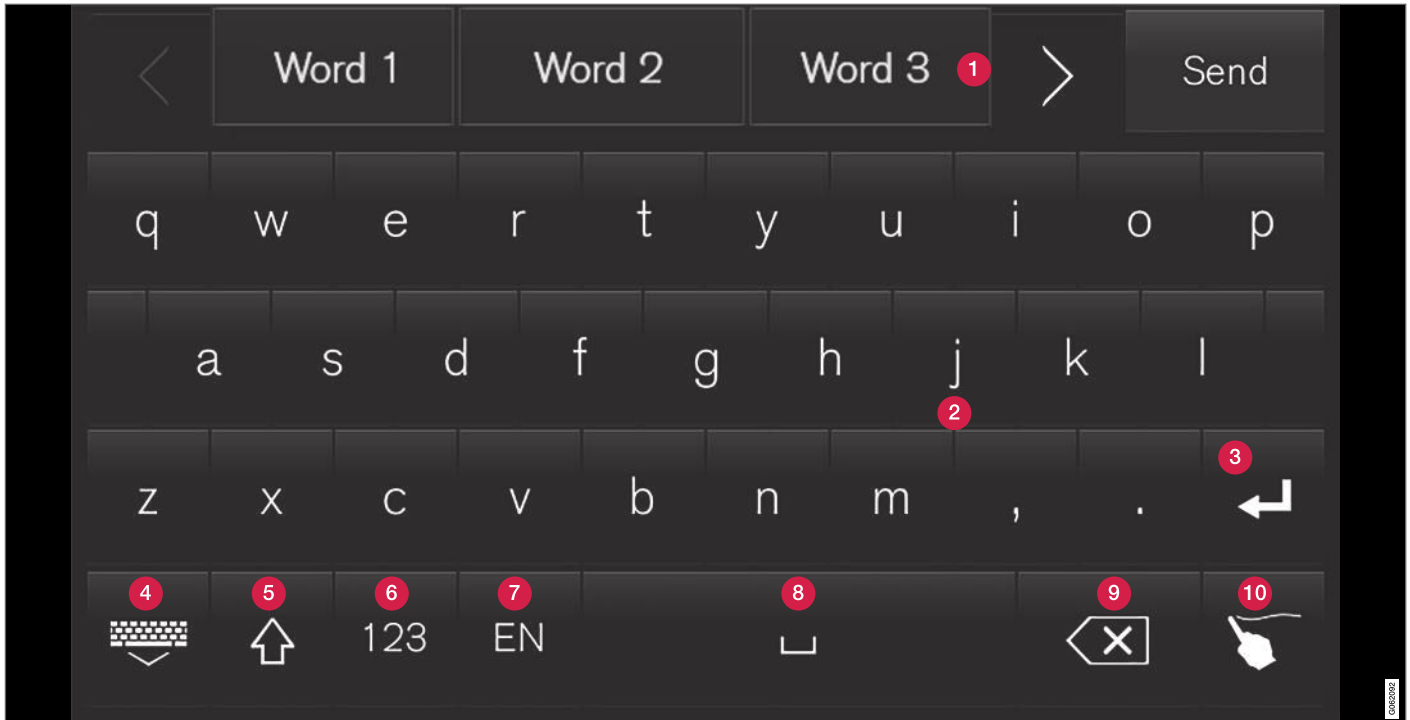 Word 1 Word 2 Word 3 1 Send
q w e r t y u i o p
a s d f g h j k l
2
3
z x c v b n m , .
4 5 6 7 8 9 10
123 EN
G062092